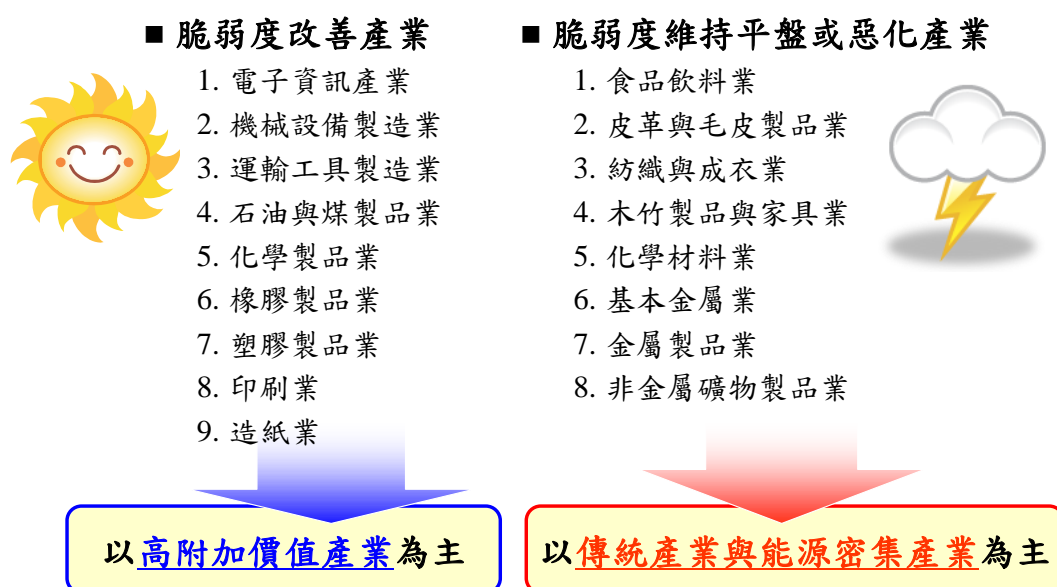 ■ 脆弱度改善產業
1. 電子資訊產業
2. 機械設備製造業
3. 運輸工具製造業
4. 石油與煤製品業
5. 化學製品業
6. 橡膠製品業
7. 塑膠製品業
8. 印刷業
9. 造紙業
以高附加價值產業為主
■ 脆弱度維持平盤或惡化產業
1. 食品飲料業
2. 皮革與毛皮製品業
3. 紡織與成衣業
4. 木竹製品與家具業
5. 化學材料業
6. 基本金屬業
7. 金屬製品業
8. 非金屬礦物製品業
以傳統產業與能源密集產業為主